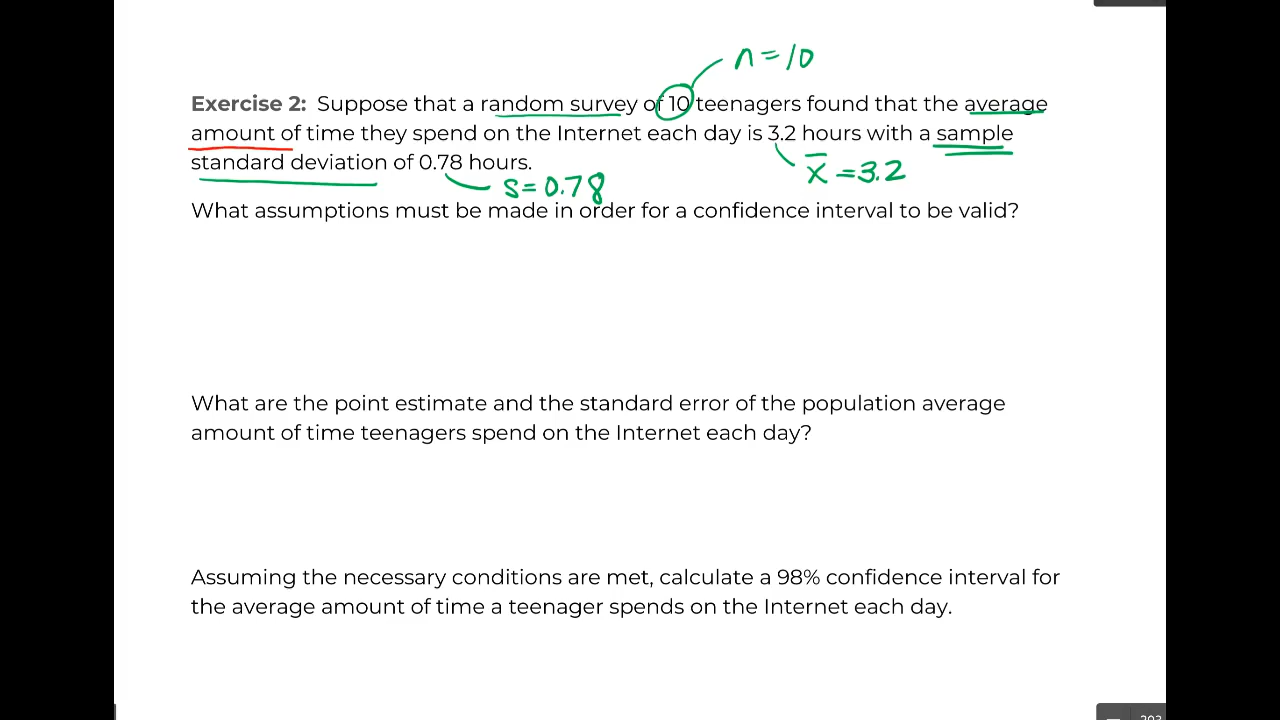 n=10
Exercise 2: Suppose that a random survey of 10 teenagers found that the average
amount of time they spend on the Internet each day is 3.2 hours with a sample
standard deviation of 0.78 hours.
x̄ =3.2
s=0.78
What assumptions must be made in order for a confidence interval to be valid?
What are the point estimate and the standard error of the population average
amount of time teenagers spend on the Internet each day?
Assuming the necessary conditions are met, calculate a 98% confidence interval for
the average amount of time a teenager spends on the Internet each day.